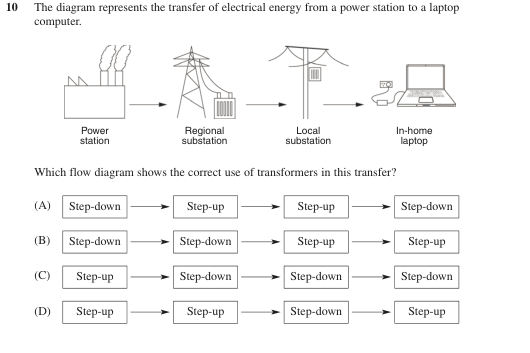 10 The diagram represents the transfer of electrical energy from a power station to a laptop
computer.
Power
station
Regional
substation
Local
substation
In-home
laptop
Which flow diagram shows the correct use of transformers in this transfer?
(A) Step-down Step-up Step-up Step-down
(B) Step-down Step-down Step-up Step-up
(C) Step-up Step-down Step-down Step-down
(D) Step-up Step-up Step-down Step-up